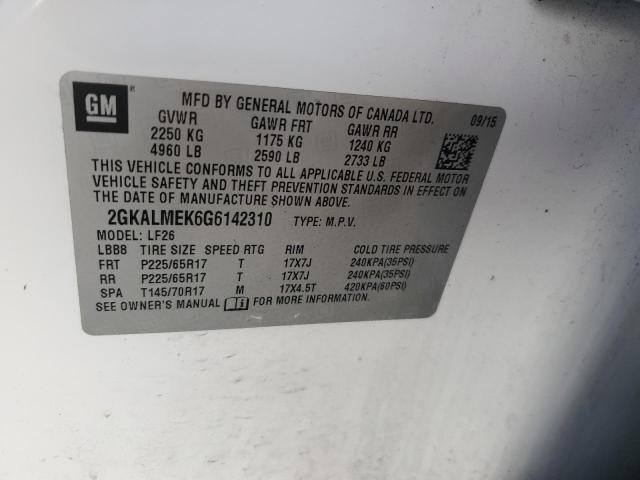 GM
®
MFD BY GENERAL MOTORS OF CANADA LTD. 09/15
GVWR GAWR FRT GAWR RR
2250 KG 1175 KG 1240 KG
4960 LB 2590 LB 2733 LB
THIS VEHICLE CONFORMS TO ALL APPLICABLE U.S. FEDERAL MOTOR
VEHICLE SAFETY AND THEFT PREVENTION STANDARDS IN EFFECT ON
THE DATE OF MANUFACTURE SHOWN ABOVE.
2GKALMEK6G6142310 TYPE: M.P.V.
MODEL: LF26
LBB8 TIRE SIZE SPEED RTG RIM COLD TIRE PRESSURE
FRT P225/65R17 T 17X7J 240KPA(35PSI)
RR P225/65R17 T 17X7J 240KPA(35PSI)
SPA T145/70R17 M 17X4.5T 420KPA(60PSI)
SEE OWNER'S MANUAL FOR MORE INFORMATION.